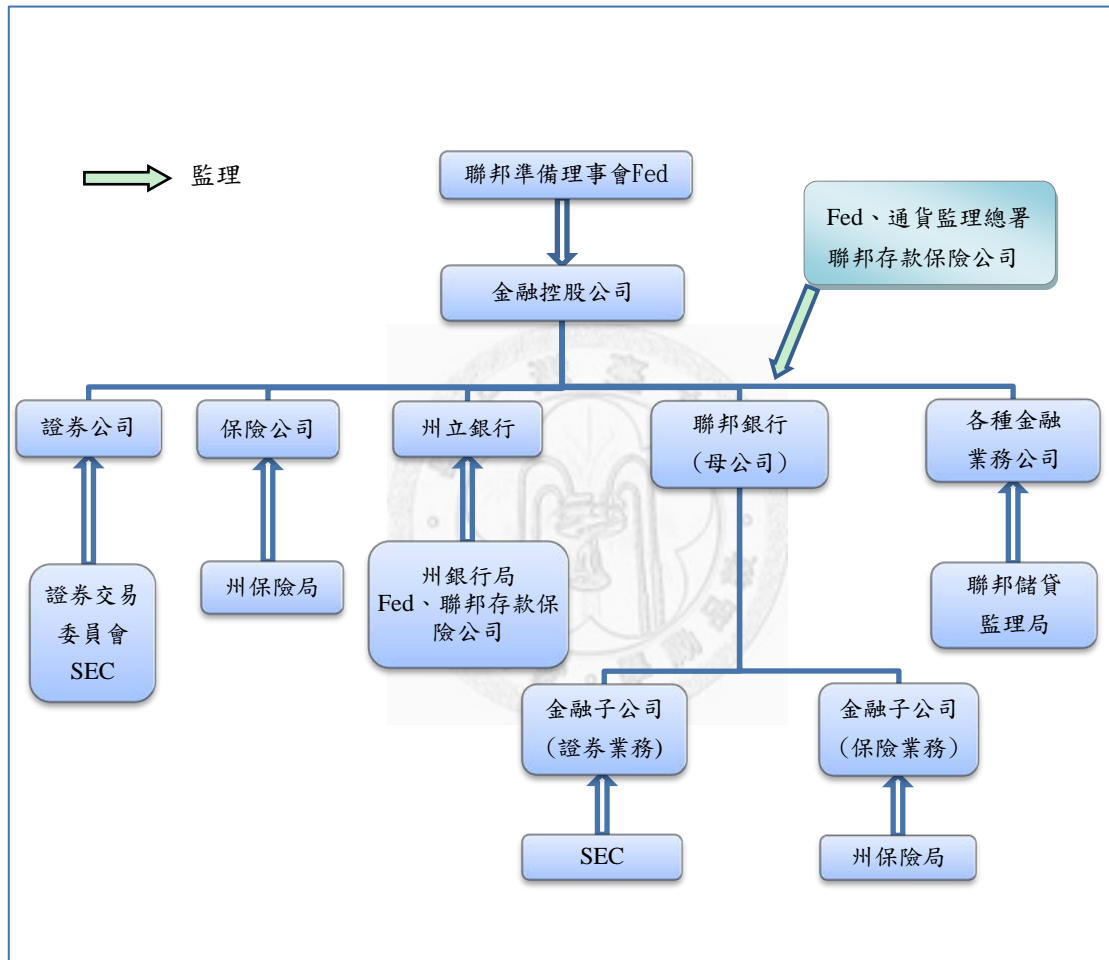 監理
聯邦準備理事會Fed
Fed、通貨監理總署
聯邦存款保險公司
金融控股公司
證券公司
保險公司
州立銀行
聯邦銀行
(母公司)
各種金融
業務公司
證券交易
委員會
SEC
州保險局
州銀行局
Fed、聯邦存款保
險公司
聯邦儲貸
監理局
金融子公司
(證券業務)
金融子公司
(保險業務)
SEC
州保險局